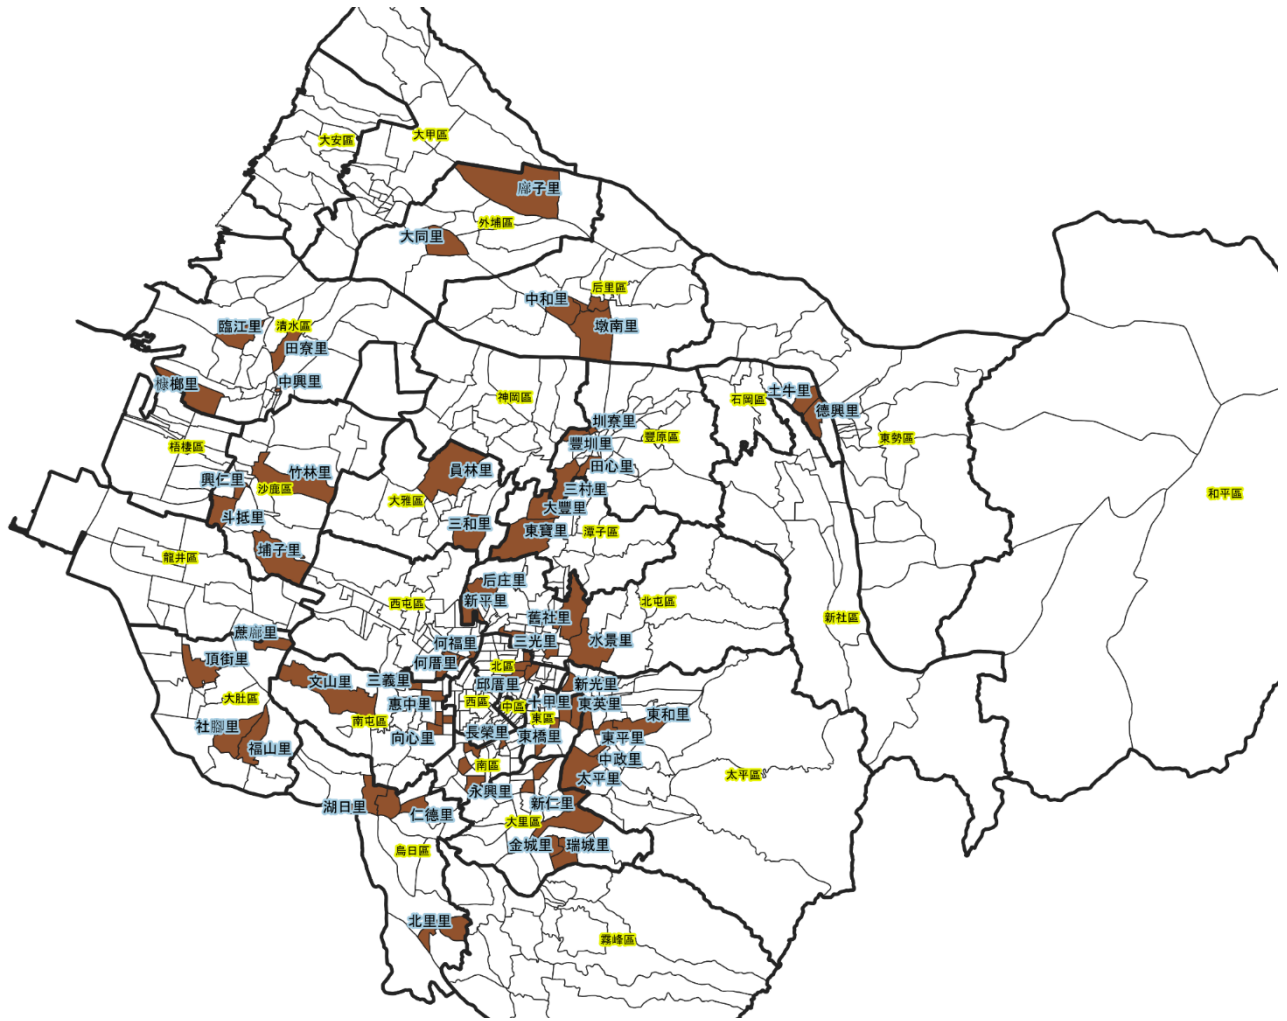 大甲區
大安區
廍子里
外埔區
大同里
后里區
中和里
墩南里
臨江里
清水區
田寮里
中興里
槺榔里
神岡區
土牛里
石岡區
德興里
東勢區
圳寮里
豐圳里
豐原區
梧棲區
田心里
員林里
竹林里
興仁里
沙鹿區
大雅區
三村里
和平區
大豐里
斗抵里
三和里
東寶里
潭子區
埔子里
龍井區
后庄里
新平里
西屯區
北屯區
舊社里
新社區
蔗廍里
水景里
三光里
何福里
何厝里
頂街里
北區
文山里
三義里
邱厝里
新光里
大肚區
惠中里
西區
中區
十甲里
東英里
東和里
南屯區
東區
社腳里
向心里
長榮里
東橋里
東平里
福山里
中政里
南區
太平里
太平區
永興里
湖日里
新仁里
仁德里
大里區
金城里
瑞城里
烏日區
北里里
霧峰區